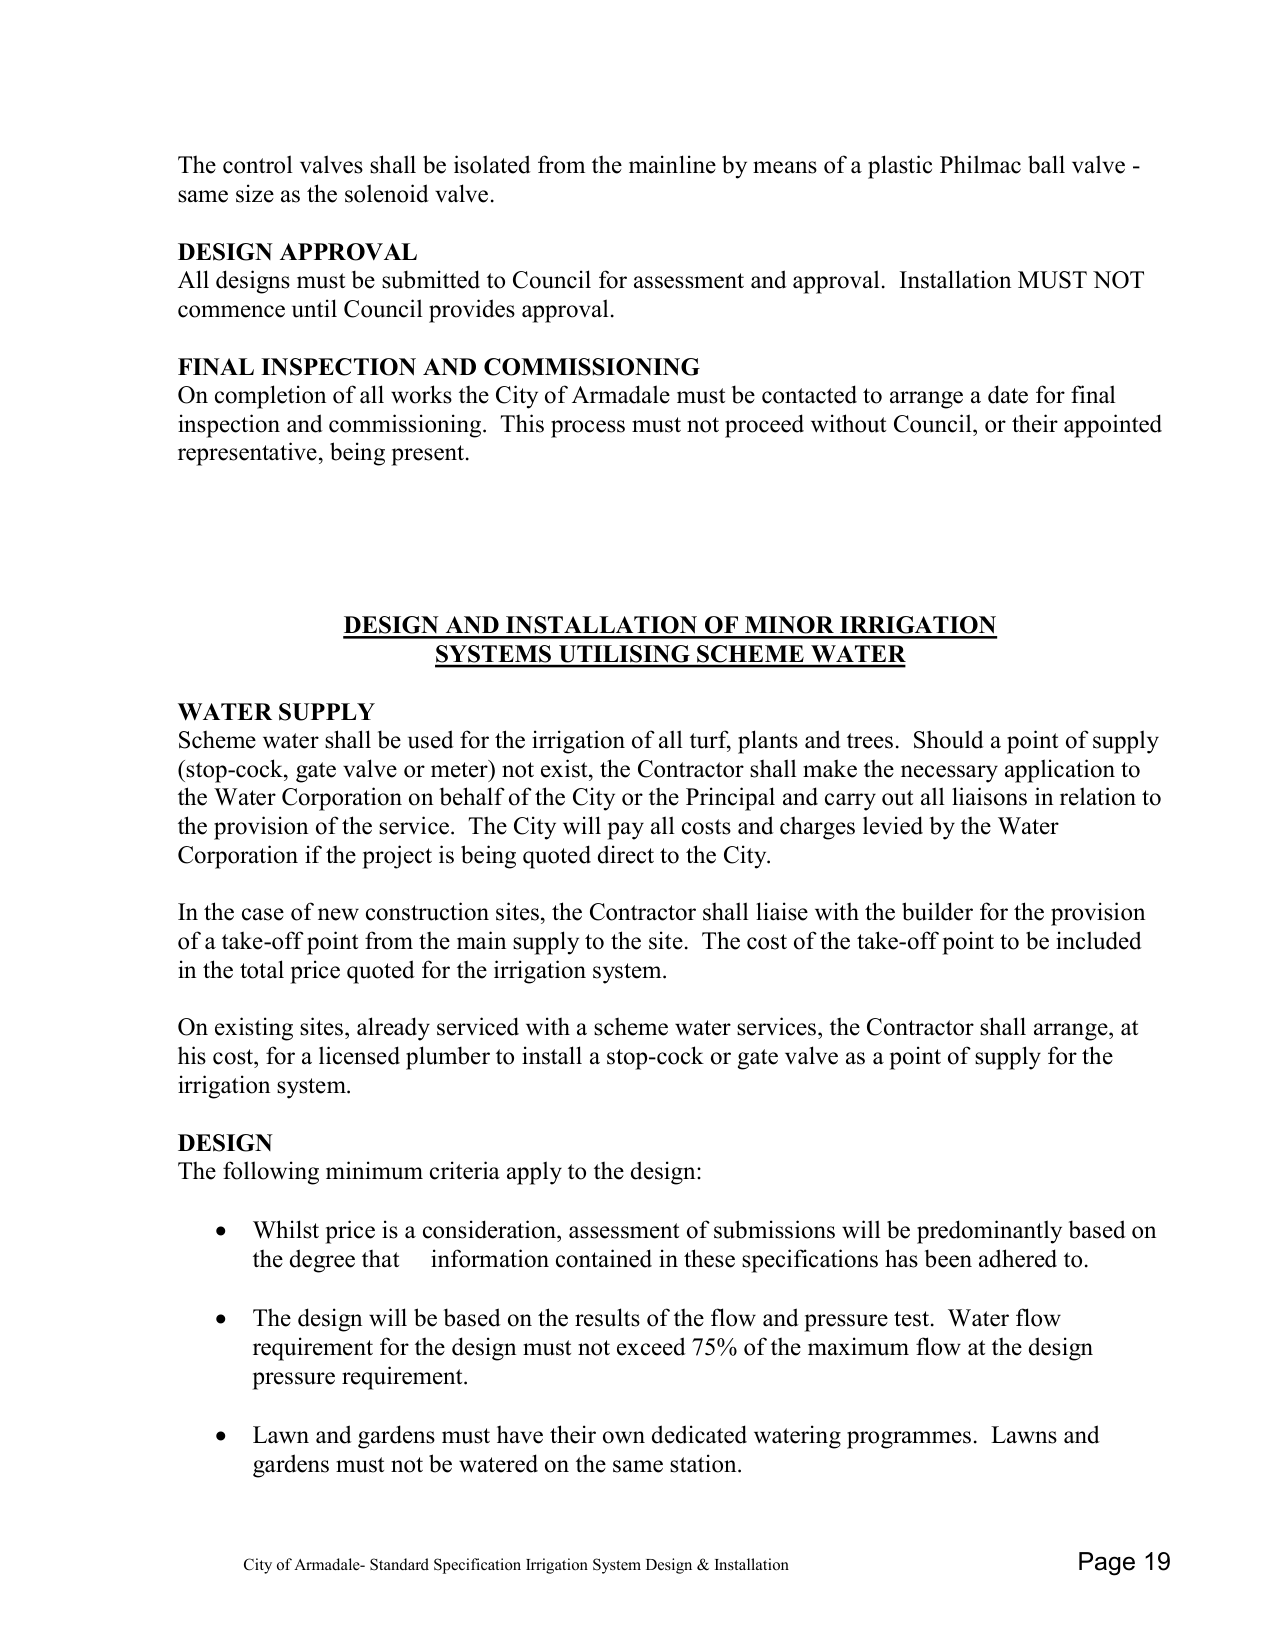 The control valves shall be isolated from the mainline by means of a plastic Philmac ball valve -
same size as the solenoid valve.
DESIGN APPROVAL
All designs must be submitted to Council for assessment and approval.  Installation MUST NOT
commence until Council provides approval.
FINAL INSPECTION AND COMMISSIONING
On completion of all works the City of Armadale must be contacted to arrange a date for final
inspection and commissioning.  This process must not proceed without Council, or their appointed
representative, being present.
DESIGN AND INSTALLATION OF MINOR IRRIGATION
SYSTEMS UTILISING SCHEME WATER
WATER SUPPLY
Scheme water shall be used for the irrigation of all turf, plants and trees.  Should a point of supply
(stop-cock, gate valve or meter) not exist, the Contractor shall make the necessary application to
the Water Corporation on behalf of the City or the Principal and carry out all liaisons in relation to
the provision of the service.  The City will pay all costs and charges levied by the Water
Corporation if the project is being quoted direct to the City.
In the case of new construction sites, the Contractor shall liaise with the builder for the provision
of a take-off point from the main supply to the site.  The cost of the take-off point to be included
in the total price quoted for the irrigation system.
On existing sites, already serviced with a scheme water services, the Contractor shall arrange, at
his cost, for a licensed plumber to install a stop-cock or gate valve as a point of supply for the
irrigation system.
DESIGN
The following minimum criteria apply to the design:
• Whilst price is a consideration, assessment of submissions will be predominantly based on
the degree that    information contained in these specifications has been adhered to.
• The design will be based on the results of the flow and pressure test.  Water flow
requirement for the design must not exceed 75% of the maximum flow at the design
pressure requirement.
• Lawn and gardens must have their own dedicated watering programmes.  Lawns and
gardens must not be watered on the same station.
City of Armadale- Standard Specification Irrigation System Design & Installation Page 19